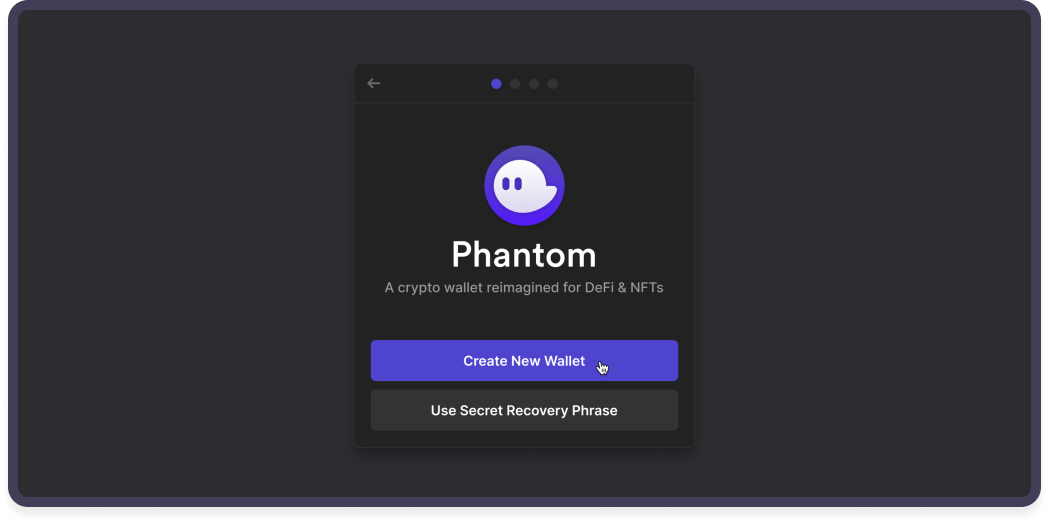 Phantom
A crypto wallet reimagined for DeFi & NFTs
Create New Wallet
Use Secret Recovery Phrase